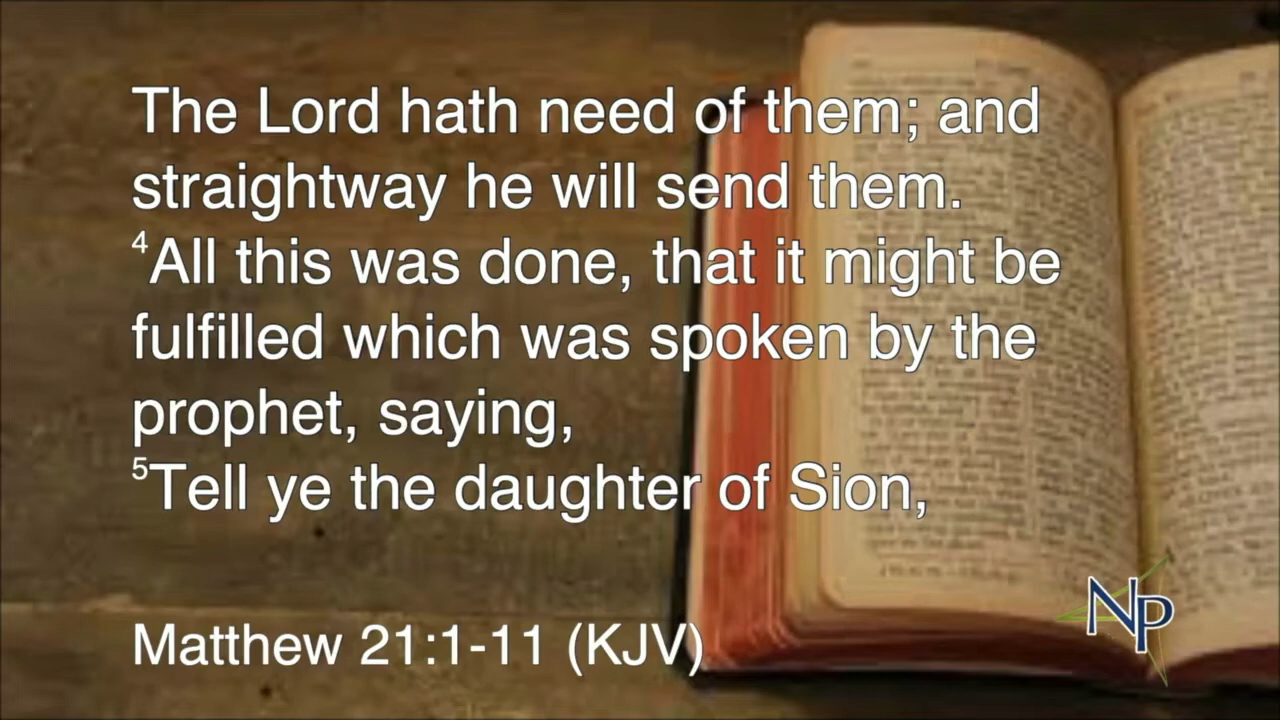 The Lord hath need of them; and
straightway he will send them.
⁴All this was done, that it might be
fulfilled which was spoken by the
prophet, saying,
⁵Tell ye the daughter of Sion,
Matthew 21:1-11 (KJV)
NP